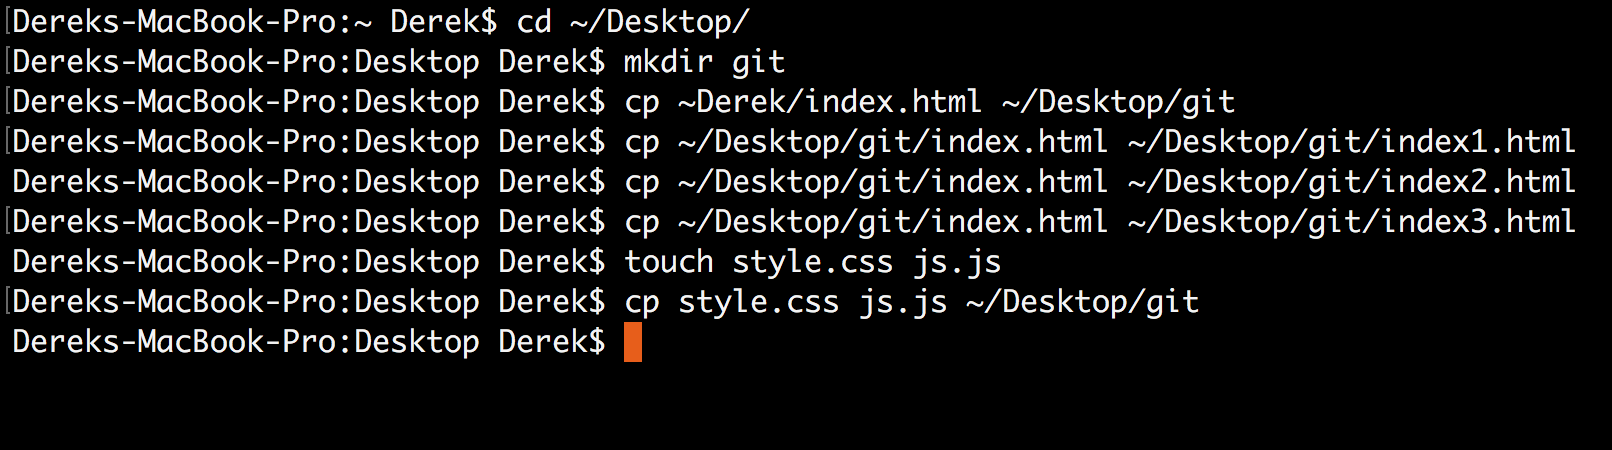 [Dereks-MacBook-Pro:~ Derek$ cd ~/Desktop/
[Dereks-MacBook-Pro:Desktop Derek$ mkdir git
[Dereks-MacBook-Pro:Desktop Derek$ cp ~Derek/index.html ~/Desktop/git
[Dereks-MacBook-Pro:Desktop Derek$ cp ~/Desktop/git/index.html ~/Desktop/git/index1.html
Dereks-MacBook-Pro:Desktop Derek$ cp ~/Desktop/git/index.html ~/Desktop/git/index2.html
[Dereks-MacBook-Pro:Desktop Derek$ cp ~/Desktop/git/index.html ~/Desktop/git/index3.html
Dereks-MacBook-Pro:Desktop Derek$ touch style.css js.js
[Dereks-MacBook-Pro:Desktop Derek$ cp style.css js.js ~/Desktop/git
Dereks-MacBook-Pro:Desktop Derek$